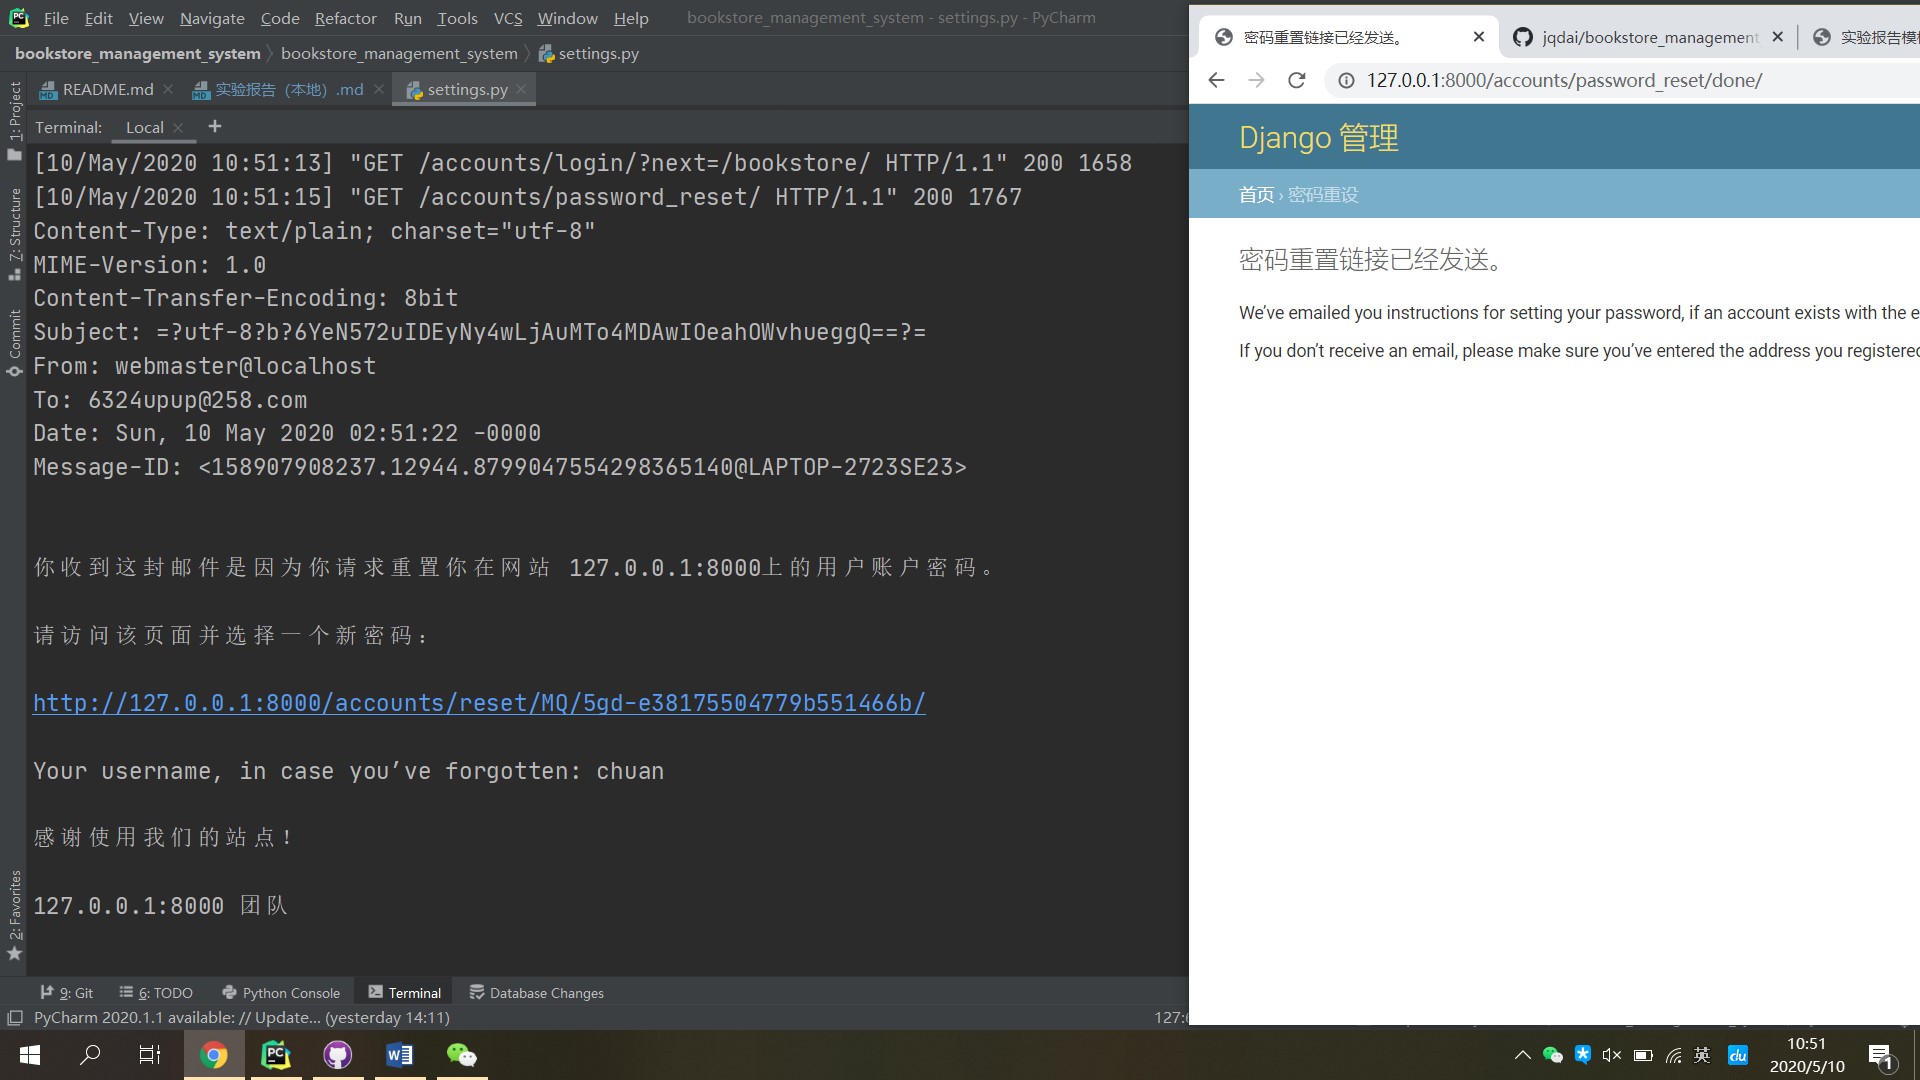 File Edit View Navigate Code Refactor Run Tools VCS Window Help bookstore_management_system - settings.py - PyCharm
bookstore_management_system bookstore_management_system settings.py
README.md 实验报告（本地）.md settings.py
Terminal: Local +
[10/May/2020 10:51:13] "GET /accounts/login/?next=/bookstore/ HTTP/1.1" 200 1658
[10/May/2020 10:51:15] "GET /accounts/password_reset/ HTTP/1.1" 200 1767
Content-Type: text/plain; charset="utf-8"
MIME-Version: 1.0
Content-Transfer-Encoding: 8bit
Subject: =?utf-8?b?6YeN572uIDEyNy4wLjAuMTo4MDAwIOeahOWvhueggQ==?=
From: webmaster@localhost
To: 6324upup@258.com
Date: Sun, 10 May 2020 02:51:22 -0000
Message-ID: <158907908237.12944.8799047554298365140@LAPTOP-2723SE23>
你收到这封邮件是因为你请求重置你在网站 127.0.0.1:8000上的用户账户密码。
请访问该页面并选择一个新密码：
http://127.0.0.1:8000/accounts/reset/MQ/5gd-e38175504779b551466b/
Your username, in case you’ve forgotten: chuan
感谢使用我们的站点！
127.0.0.1:8000 团队
1: Project
7: Structure
Commit
2: Favorites
9: Git 6: TODO Python Console Terminal Database Changes
PyCharm 2020.1.1 available: // Update... (yesterday 14:11)
密码重置链接已经发送。 jqdai/bookstore_management 实验报告模
127.0.0.1:8000/accounts/password_reset/done/
Django 管理
首页 › 密码重设
密码重置链接已经发送。
We’ve emailed you instructions for setting your password, if an account exists with the e
If you don’t receive an email, please make sure you’ve entered the address you registered
英 du 10:51
2020/5/10
1